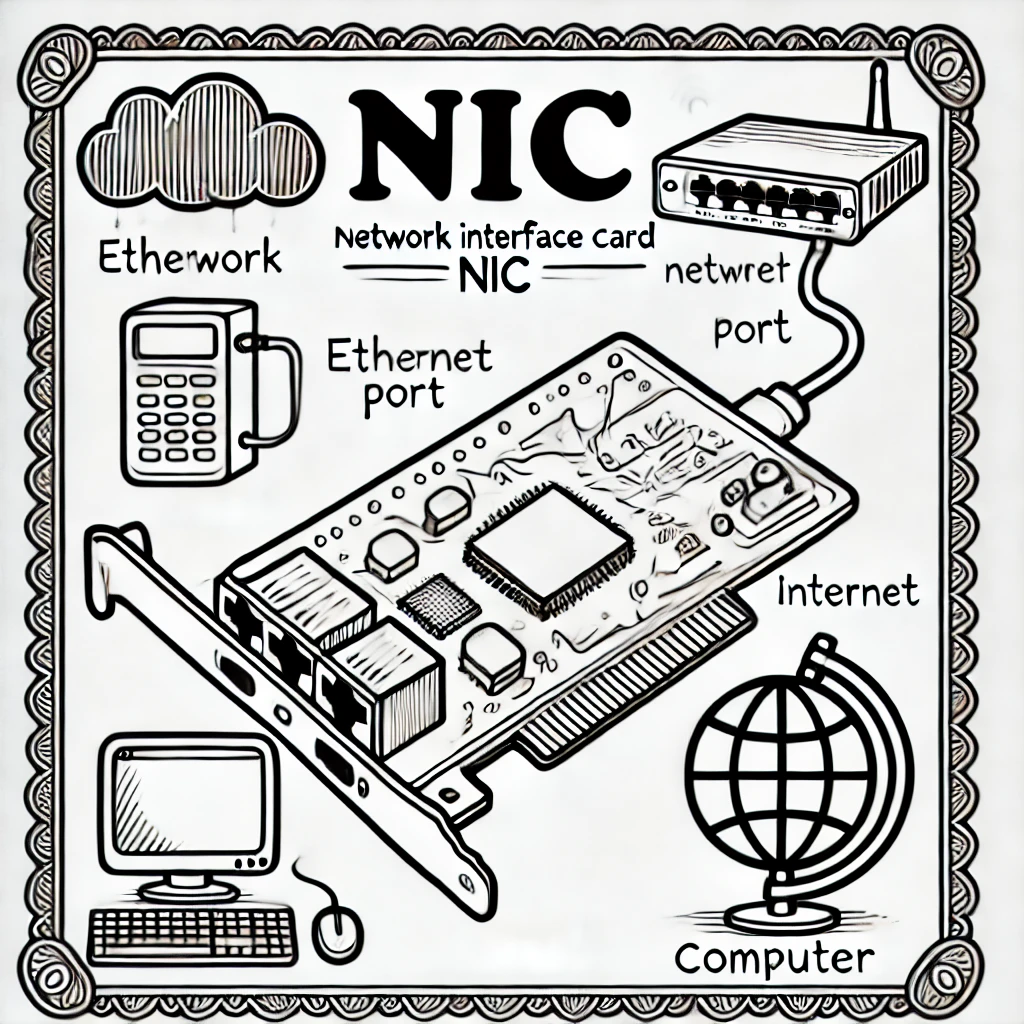 NIC
Network interface card
NIC
Etherwork
netwret
port
Ethernet
port
Internet
Computer